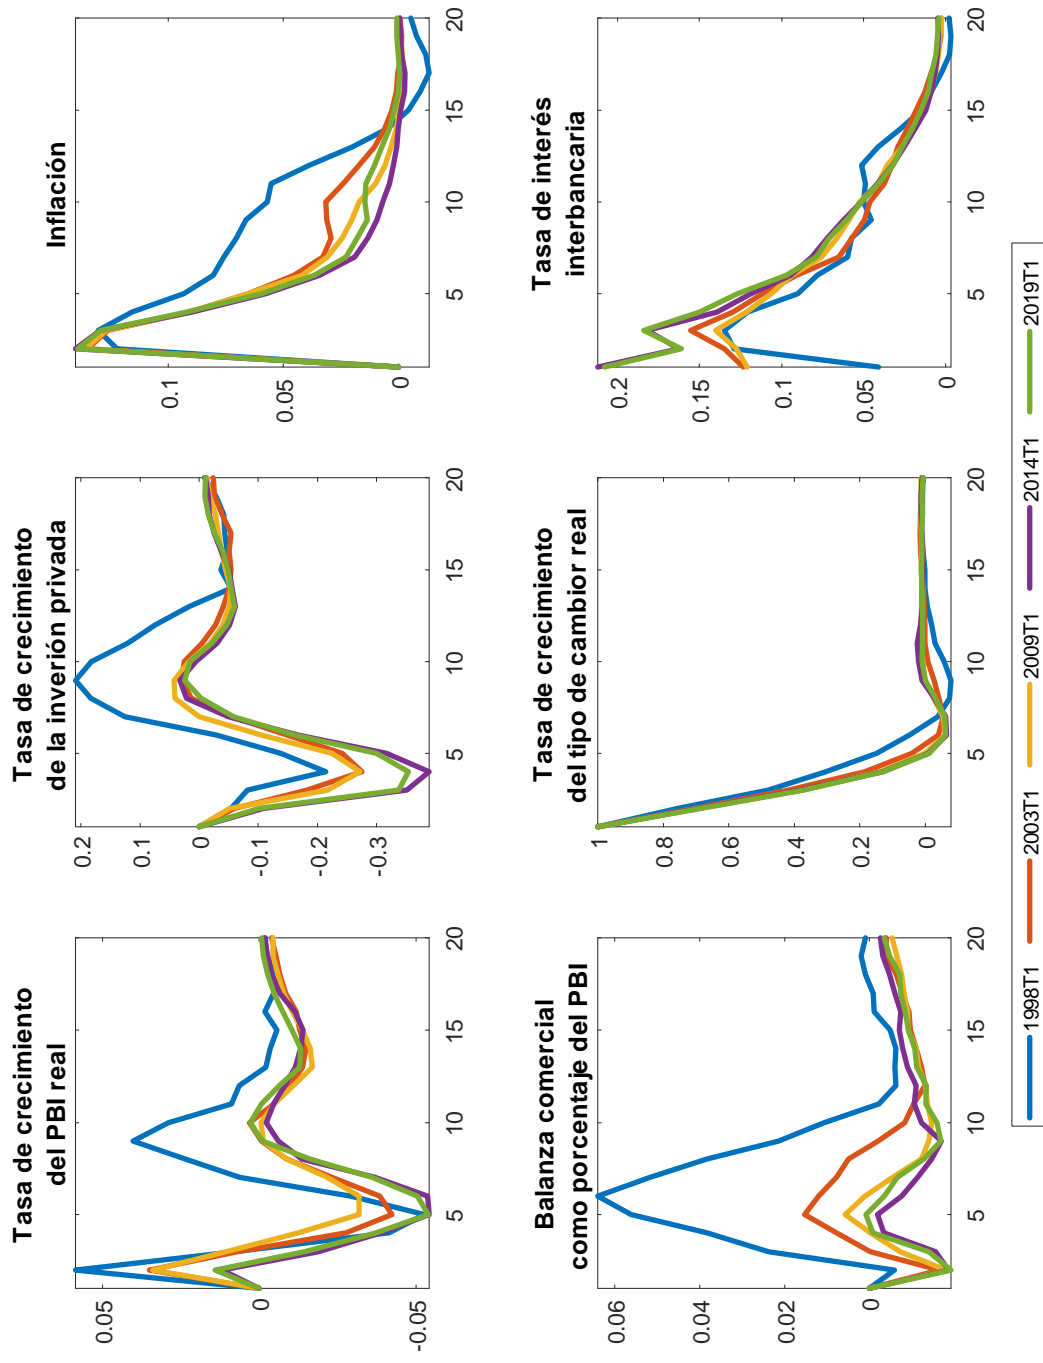 Tasa de crecimiento
del PBI real
0.05
0
-0.05
5 10 15 20
Tasa de crecimiento
de la inverión privada
0.2
0.1
0
-0.1
-0.2
-0.3
5 10 15 20
Inflación
0.1
0.05
0
5 10 15 20
Balanza comercial
como porcentaje del PBI
0.06
0.04
0.02
0
5 10 15 20
Tasa de crecimiento
del tipo de cambior real
1
0.8
0.6
0.4
0.2
0
5 10 15 20
Tasa de interés
interbancaria
0.2
0.15
0.1
0.05
0
5 10 15 20
1998T1 2003T1 2009T1 2014T1 2019T1